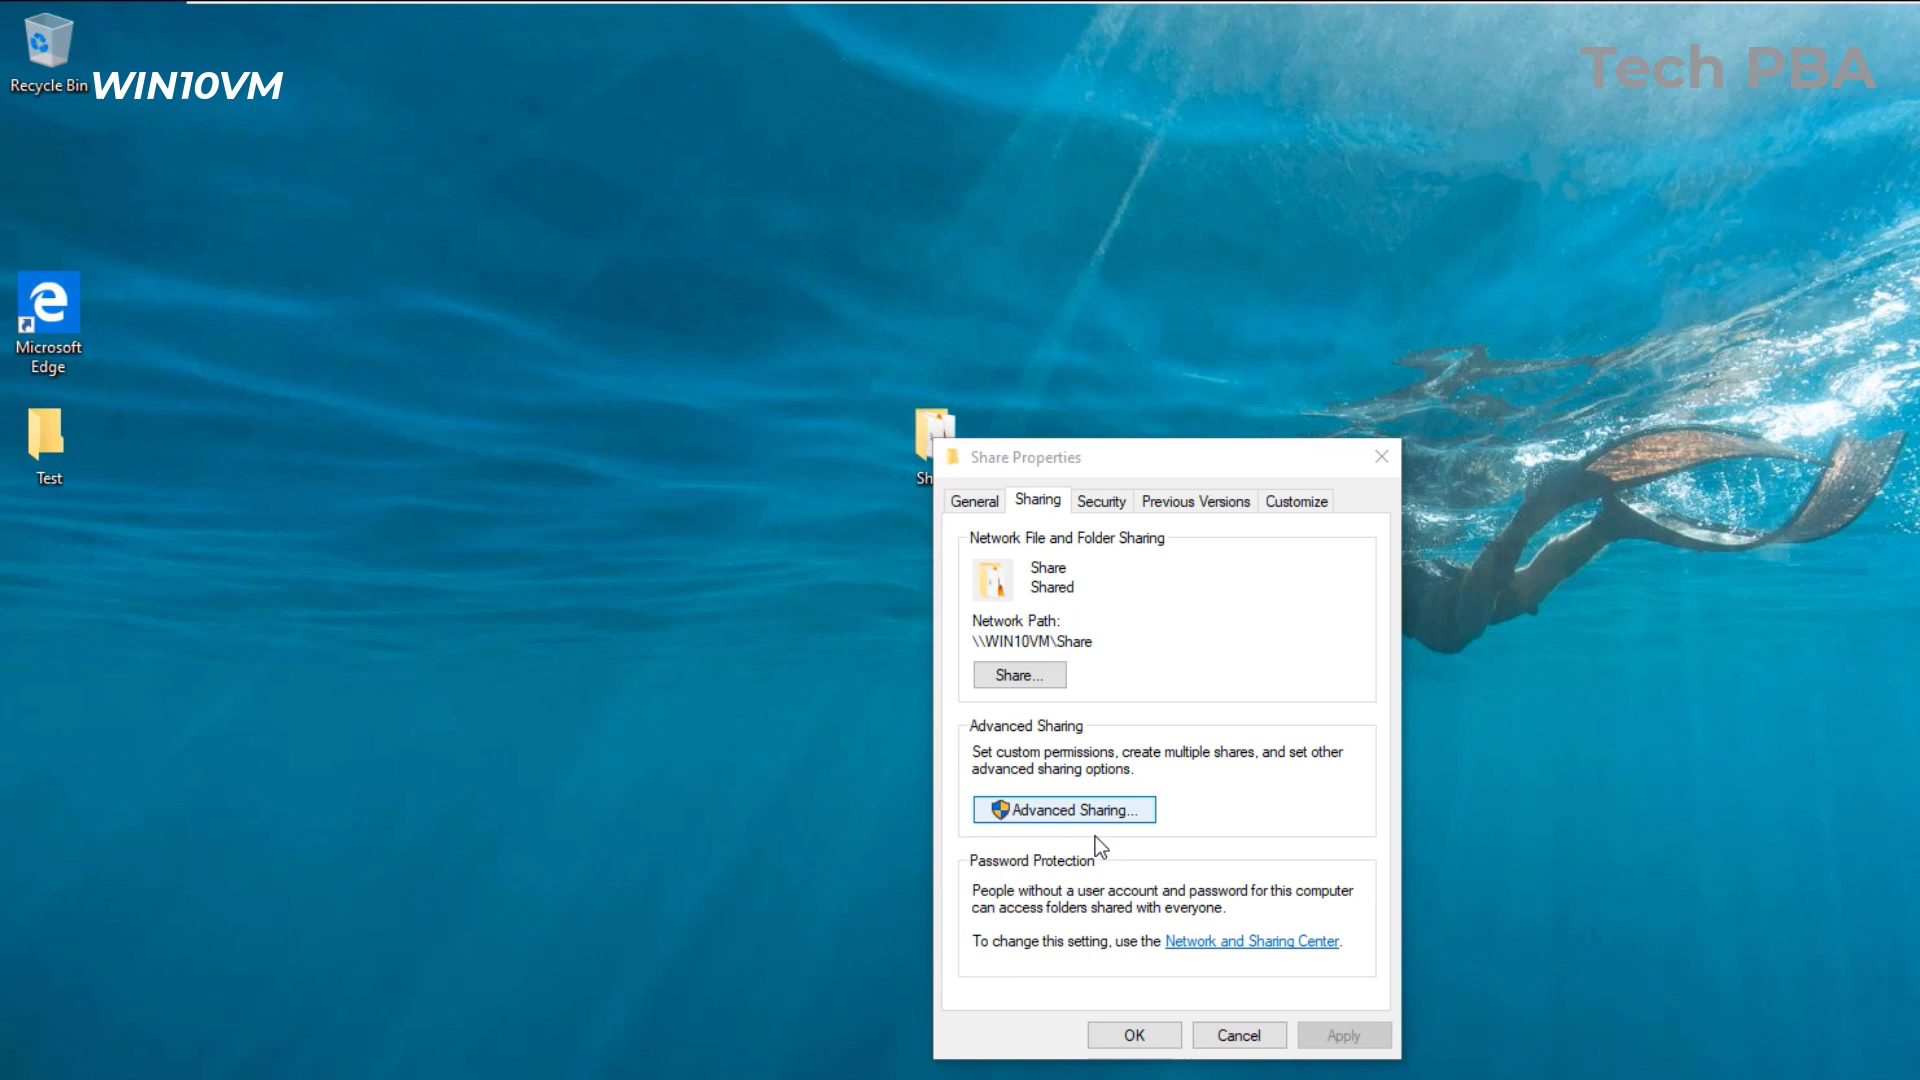 Recycle Bin
WIN10VM
Tech PBA
Microsoft
Edge
Test
Sh
Share Properties
General
Sharing
Security
Previous Versions
Customize
Network File and Folder Sharing
Share
Shared
Network Path:
\\WIN10VM\Share
Share...
Advanced Sharing
Set custom permissions, create multiple shares, and set other
advanced sharing options.
Advanced Sharing...
Password Protection
People without a user account and password for this computer
can access folders shared with everyone.
To change this setting, use the Network and Sharing Center.
OK
Cancel
Apply